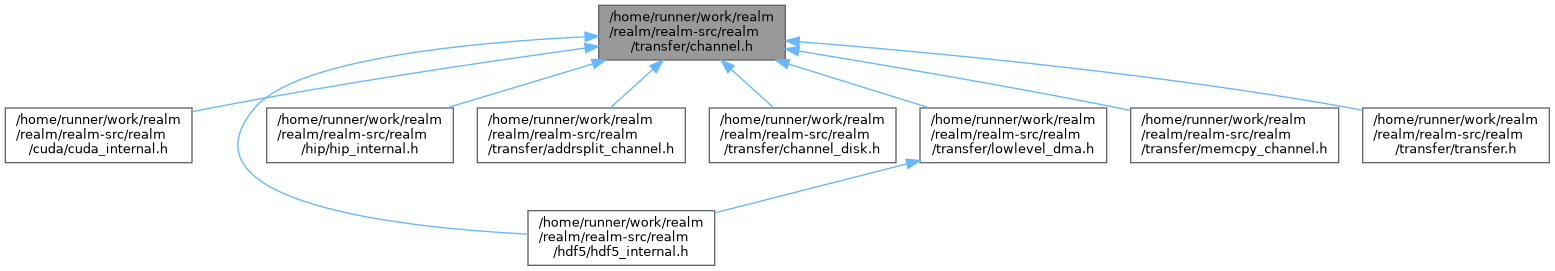 /home/runner/work/realm
/realm/realm-src/realm
/transfer/channel.h
/home/runner/work/realm
/realm/realm-src/realm
/cuda/cuda_internal.h
/home/runner/work/realm
/realm/realm-src/realm
/hip/hip_internal.h
/home/runner/work/realm
/realm/realm-src/realm
/transfer/addrsplit_channel.h
/home/runner/work/realm
/realm/realm-src/realm
/transfer/channel_disk.h
/home/runner/work/realm
/realm/realm-src/realm
/transfer/lowlevel_dma.h
/home/runner/work/realm
/realm/realm-src/realm
/transfer/memcpy_channel.h
/home/runner/work/realm
/realm/realm-src/realm
/transfer/transfer.h
/home/runner/work/realm
/realm/realm-src/realm
/hdf5/hdf5_internal.h